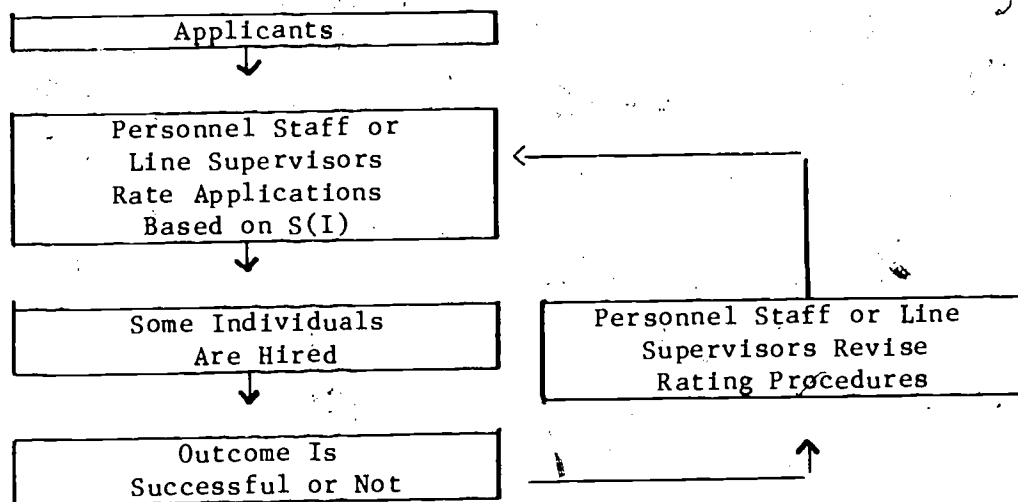 Applicants
Personnel Staff or
Line Supervisors
Rate Applications
Based on S(I)
Some Individuals
Are Hired
Personnel Staff or Line
Supervisors Revise
Rating Procedures
Outcome Is
Successful or Not